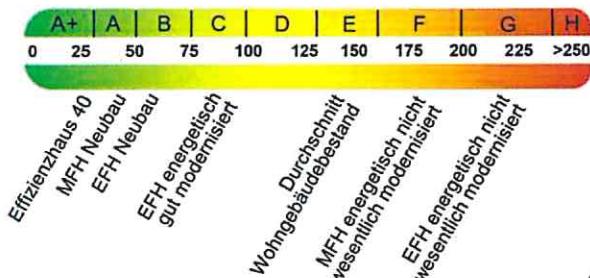 A+ A B C D E F G H
0 25 50 75 100 125 150 175 200 225 >250
Effizienzhaus 40
MFH Neubau
EFH Neubau
EFH energetisch
gut modernisiert
Durchschnitt
Wohngebäudebestand
MFH energetisch nicht
wesentlich modernisiert
EFH energetisch nicht
wesentlich modernisiert